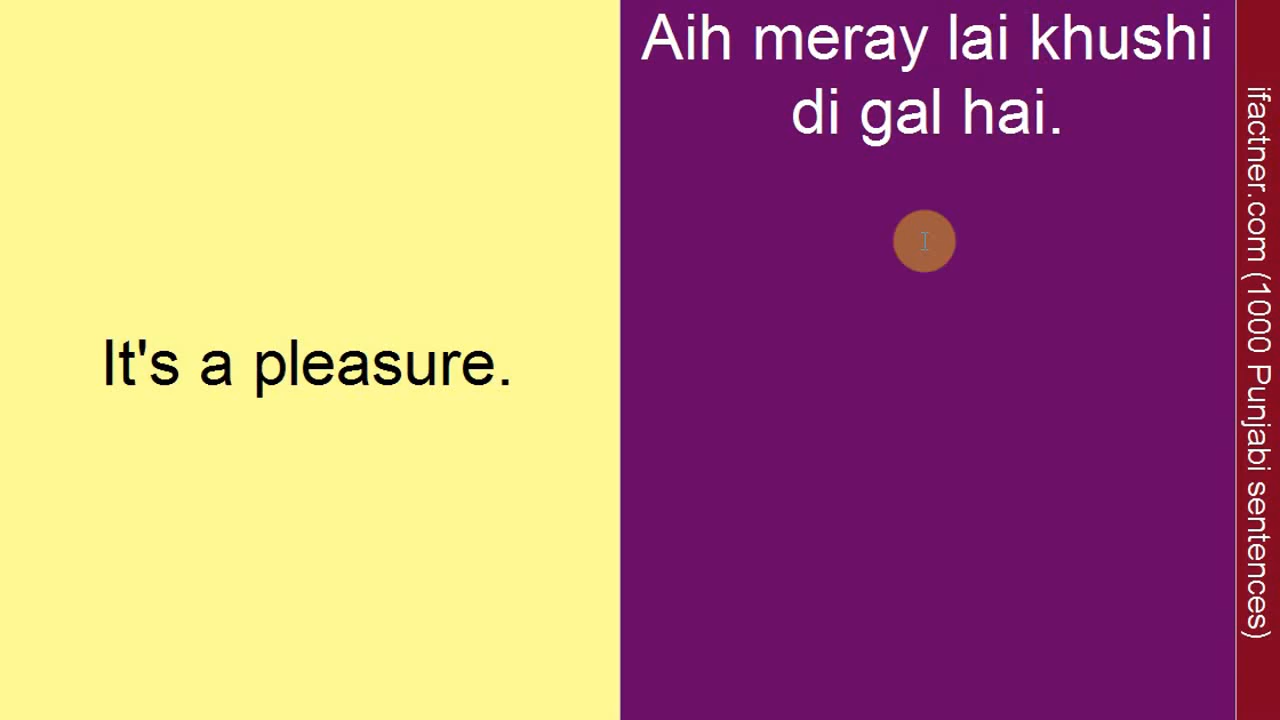 It's a pleasure.
Aih meray lai khushi
di gal hai.
ifactner.com (1000 Punjabi sentences)